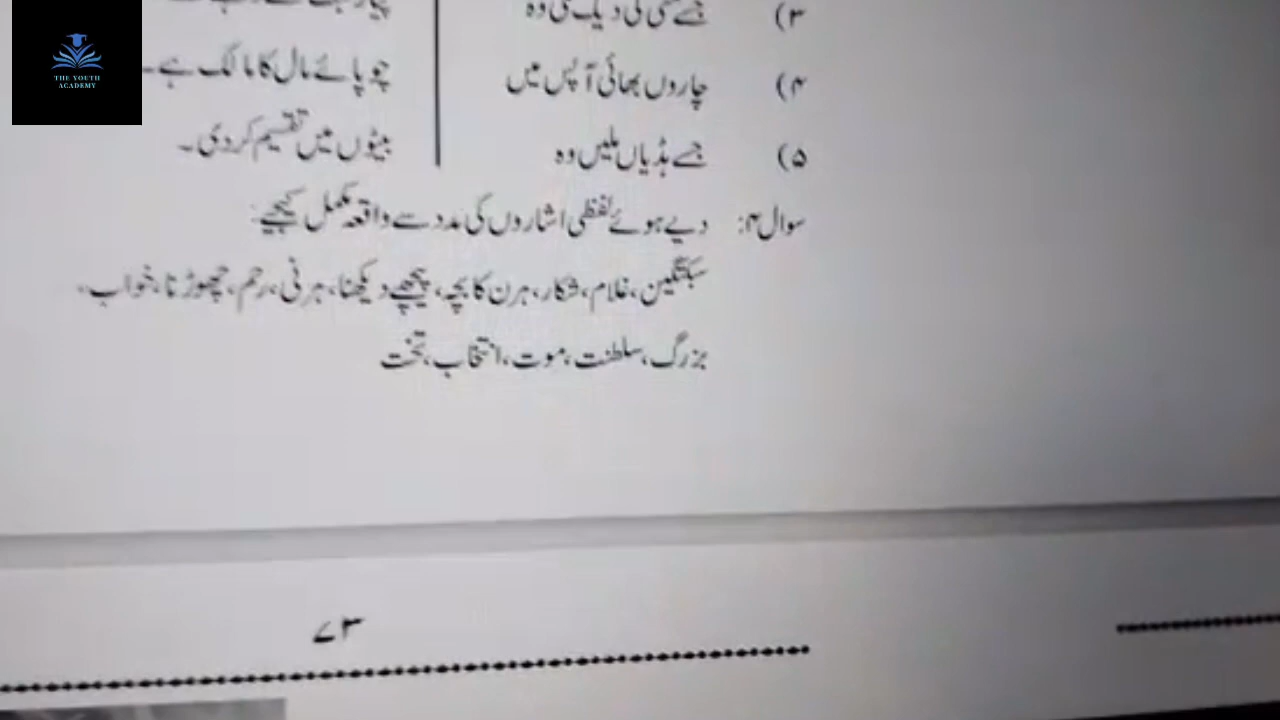 THE YOUTH
ACADEMY
۳) جسے مٹی کی دیگ ملی وہ
۴) چاروں بھائی آپس میں
چوپائے مال کا مالک ہے۔
۵) جسے ہڈیاں ملیں وہ
بیٹوں میں تقسیم کر دی۔
سوال ۴: دیے ہوئے لفظی اشاروں کی مدد سے واقعہ مکمل کیجیے:
سبکتگین، غلام، شکار، ہرن کا بچہ، پیچھے دیکھنا، ہرنی، رحم، چھوڑنا، خواب،
بزرگ، سلطنت، موت، انتخاب، تخت
۷۳